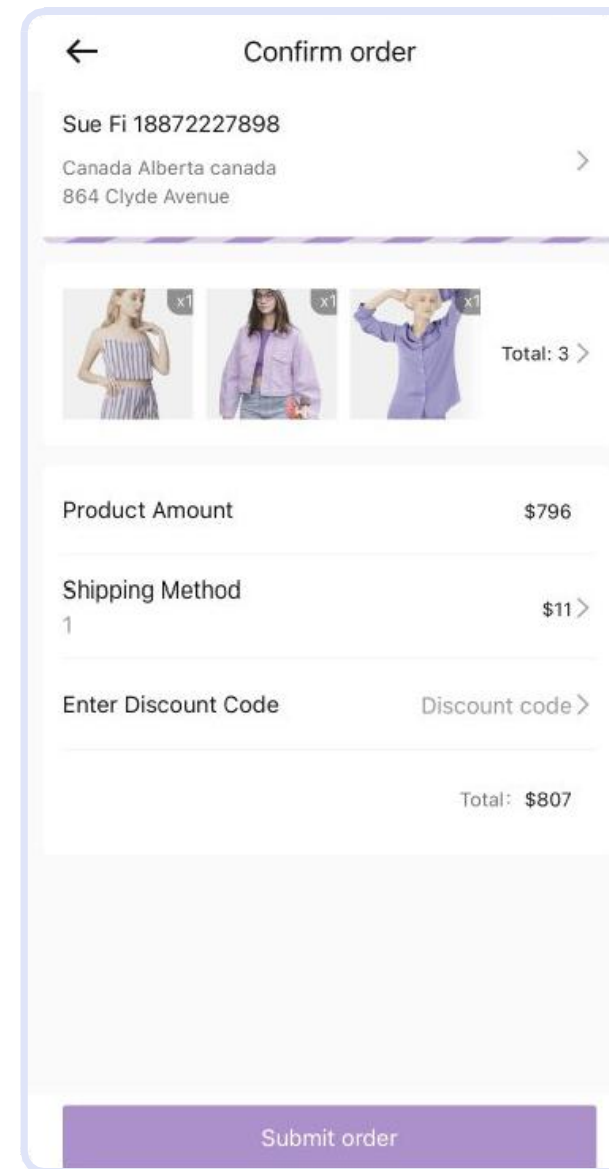 Confirm order
Sue Fi 18872227898
Canada Alberta canada
864 Clyde Avenue
x1 x1 x1
Total: 3
Product Amount $796
Shipping Method
1 $11
Enter Discount Code Discount code
Total: $807
Submit order